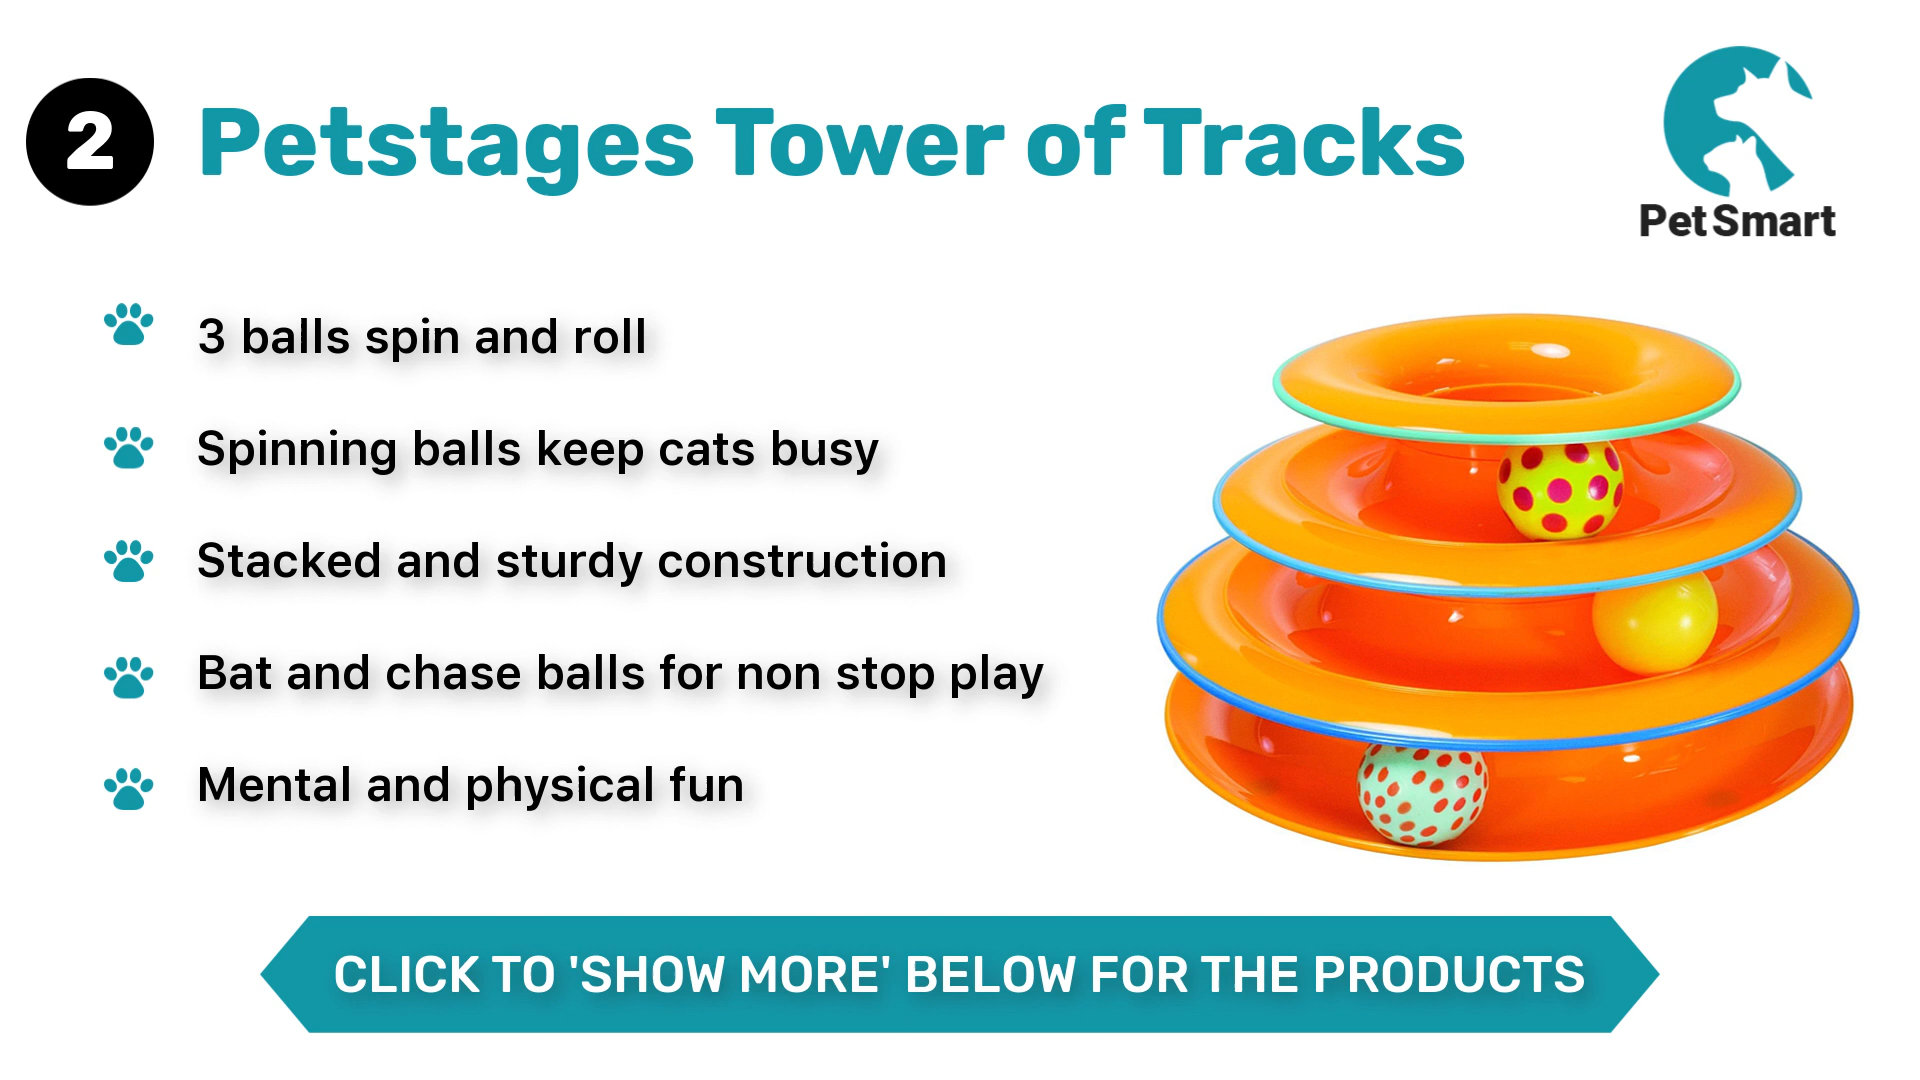 2
Petstages Tower of Tracks
PetSmart
3 balls spin and roll
Spinning balls keep cats busy
Stacked and sturdy construction
Bat and chase balls for non stop play
Mental and physical fun
CLICK TO 'SHOW MORE' BELOW FOR THE PRODUCTS